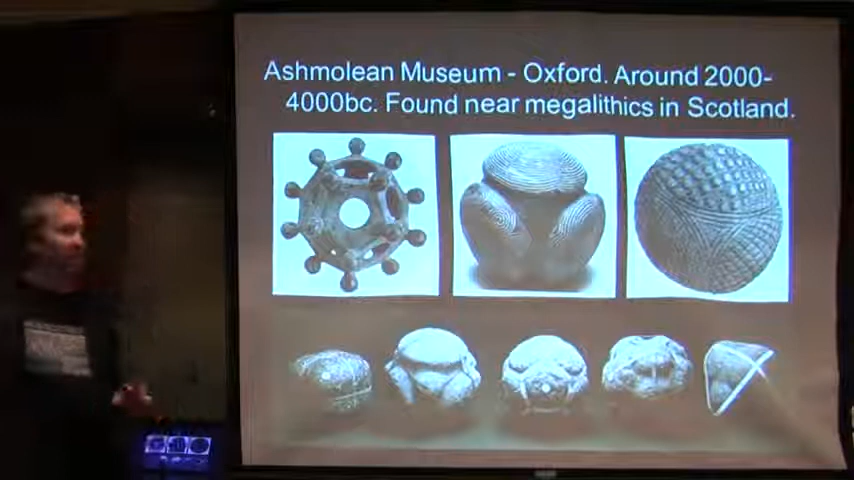 Ashmolean Museum - Oxford. Around 2000-
4000bc. Found near megalithics in Scotland.